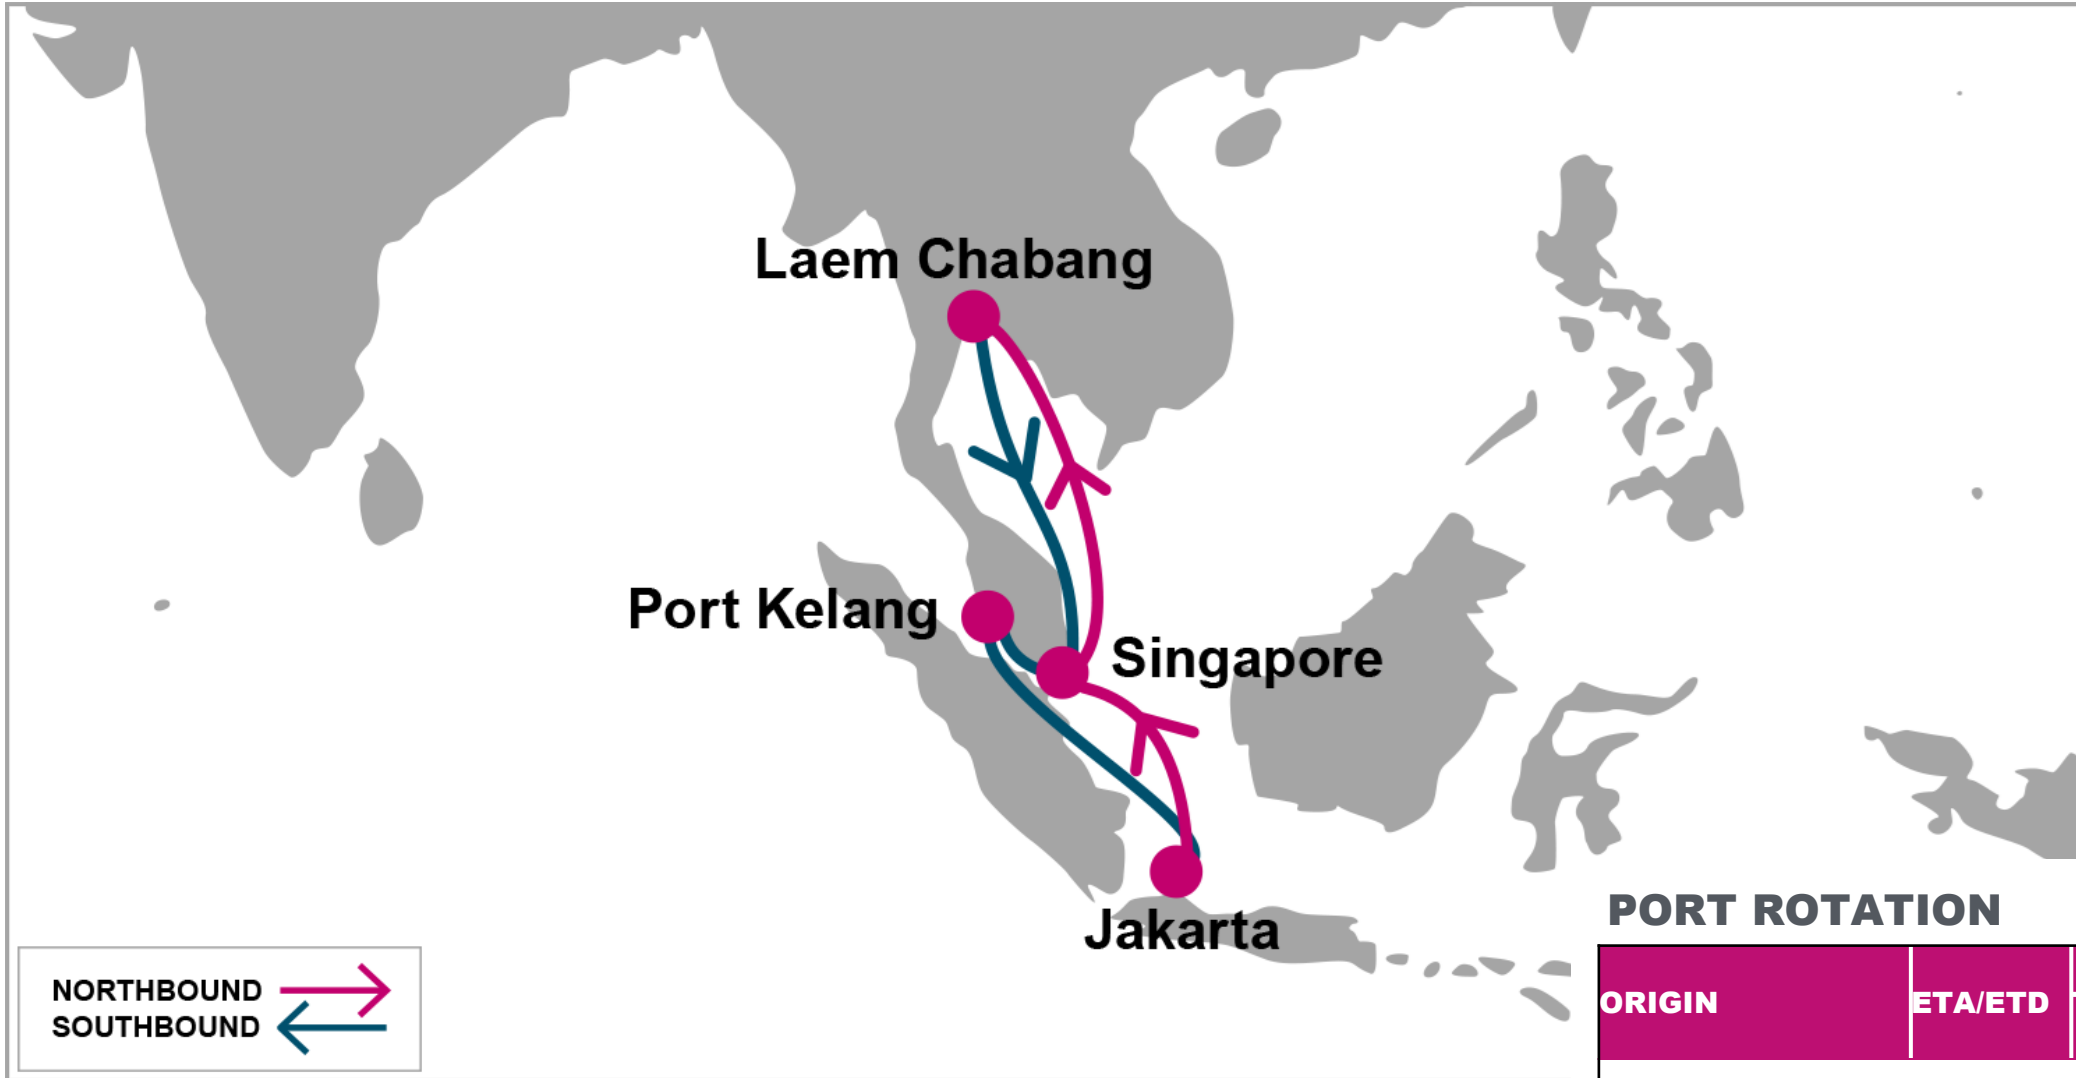 Laem Chabang
Port Kelang
Singapore
Jakarta
NORTHBOUND
SOUTHBOUND
PORT ROTATION
ORIGIN
ETA/ETD